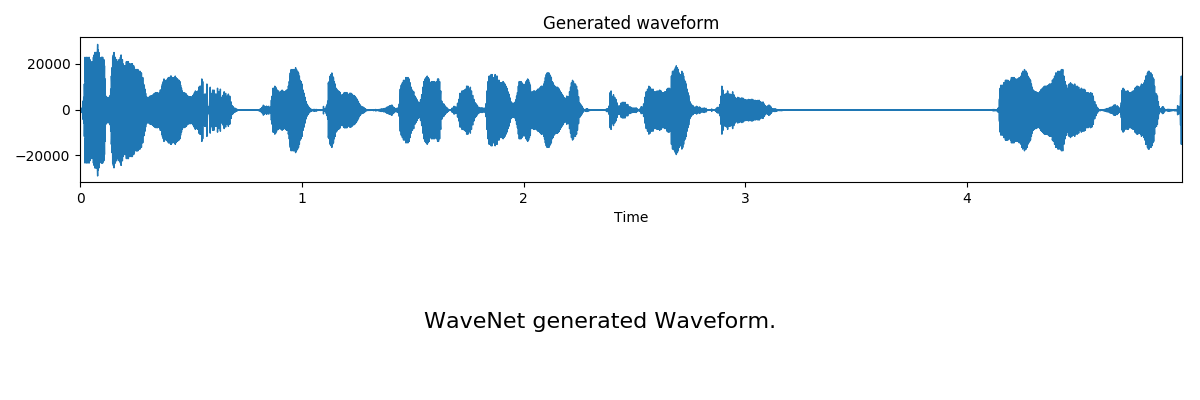 Generated waveform
20000
0
−20000
0 1 2 3 4
Time
WaveNet generated Waveform.